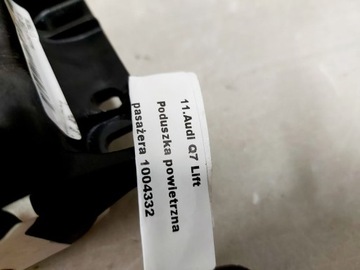 11.Audi Q7 Lift
Poduszka powietrzna
pasażera 1004332